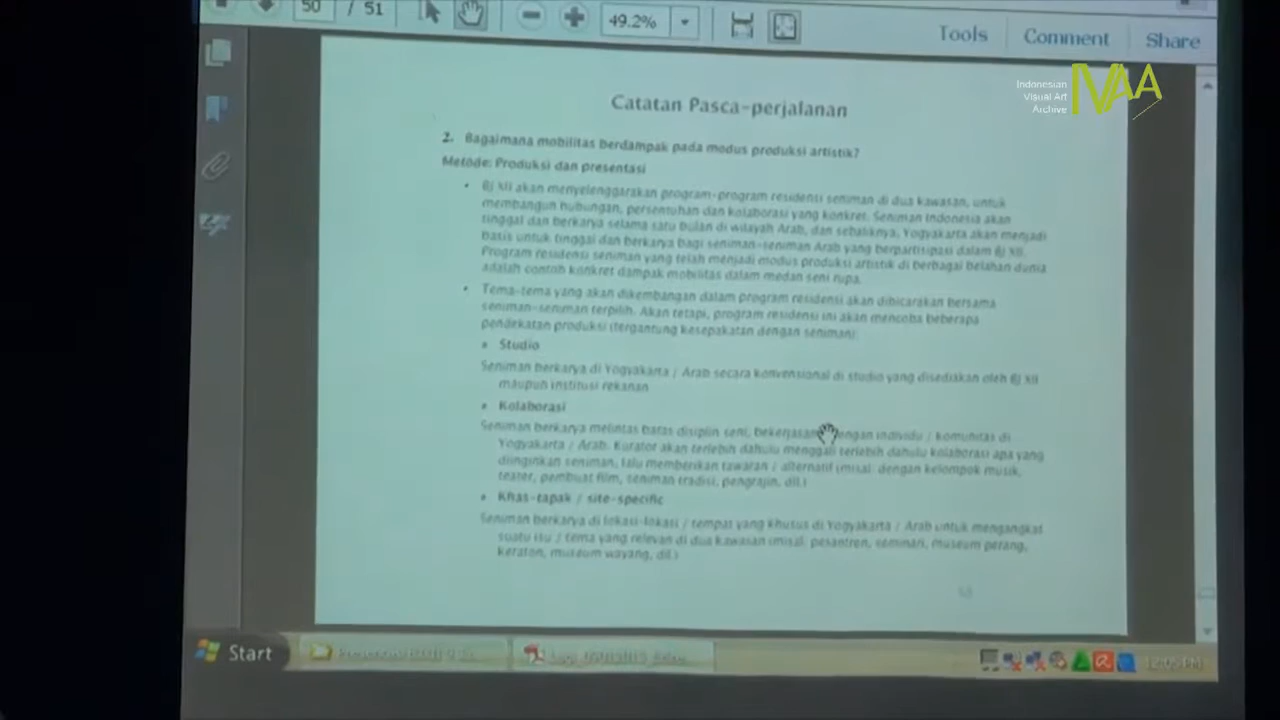 50 / 51
49.2%
Tools
Comment
Share
Indonesian
Visual Art
Archive
IVAA
Catatan Pasca-perjalanan
2. Bagaimana mobilitas berdampak pada modus produksi artistik?
Metode: Produksi dan presentasi
• BJ XII akan menyelenggarakan program-program residensi seniman di dua kawasan, untuk
membangun hubungan, persentuhan dan kolaborasi yang konkret. Seniman Indonesia akan
tinggal dan berkarya selama satu bulan di wilayah Arab, dan sebaliknya, Yogyakarta akan menjadi
basis untuk tinggal dan berkarya bagi seniman-seniman Arab yang berpartisipasi dalam BJ XII.
Program residensi seniman yang telah menjadi modus produksi artistik di berbagai belahan dunia
adalah contoh konkret dampak mobilitas dalam medan seni rupa.
• Tema-tema yang akan dikembangan dalam program residensi akan dibicarakan bersama
seniman-seniman terpilih. Akan tetapi, program residensi ini akan mencoba beberapa
pendekatan produksi (tergantung kesepakatan dengan seniman):
• Studio
Seniman berkarya di Yogyakarta / Arab secara konvensional di studio yang disediakan oleh BJ XII
maupun institusi rekanan
• Kolaborasi
Seniman berkarya melintas batas disiplin seni, bekerjasama dengan individu / komunitas di
Yogyakarta / Arab. Kurator akan terlebih dahulu menggali terlebih dahulu kolaborasi apa yang
diinginkan seniman, lalu memberikan tawaran / alternatif (misal: dengan kelompok musik,
teater, pembuat film, seniman tradisi, pengrajin, dll.)
• Khas-tapak / site-specific
Seniman berkarya di lokasi-lokasi / tempat yang khusus di Yogyakarta / Arab untuk mengangkat
suatu isu / tema yang relevan di dua kawasan (misal: pesantren, seminari, museum perang,
keraton, museum wayang, dll.)
Start
12:05 PM